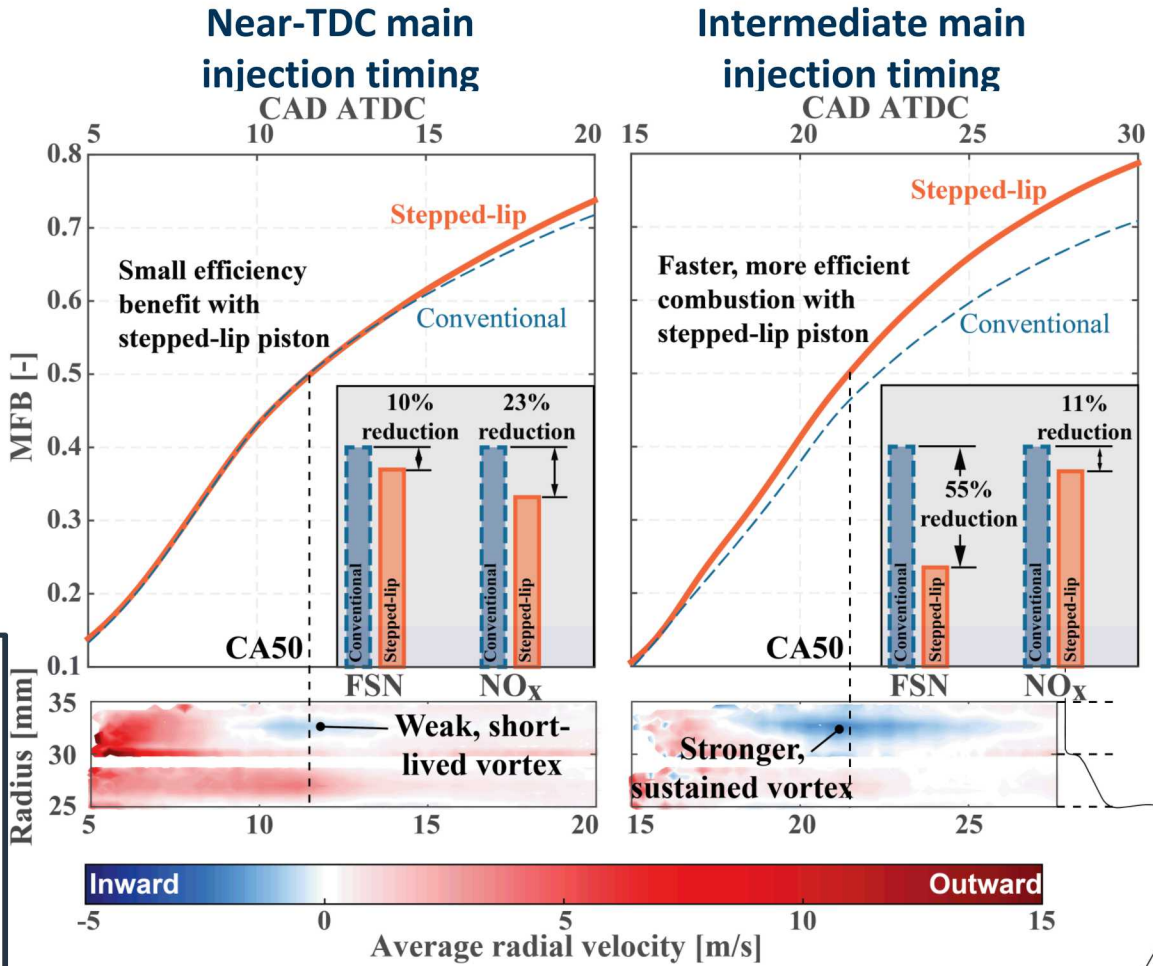 Near-TDC main
injection timing
CAD ATDC
5 10 15 20
0.8
0.7
0.6
0.5
0.4
0.3
0.2
0.1
MFB [-]
Stepped-lip
Small efficiency
benefit with
stepped-lip piston
Conventional
10%
reduction
23%
reduction
Conventional
Stepped-lip
Conventional
Stepped-lip
CA50
FSN NOx
35
30
25
Radius [mm]
Weak, short-
lived vortex
5 10 15 20
Intermediate main
injection timing
CAD ATDC
15 20 25 30
Stepped-lip
Faster, more efficient
combustion with
stepped-lip piston
Conventional
11%
reduction
55%
reduction
Conventional
Stepped-lip
Conventional
Stepped-lip
CA50
FSN NOx
Stronger,
sustained vortex
15 20 25
Inward Outward
-5 0 5 10 15
Average radial velocity [m/s]